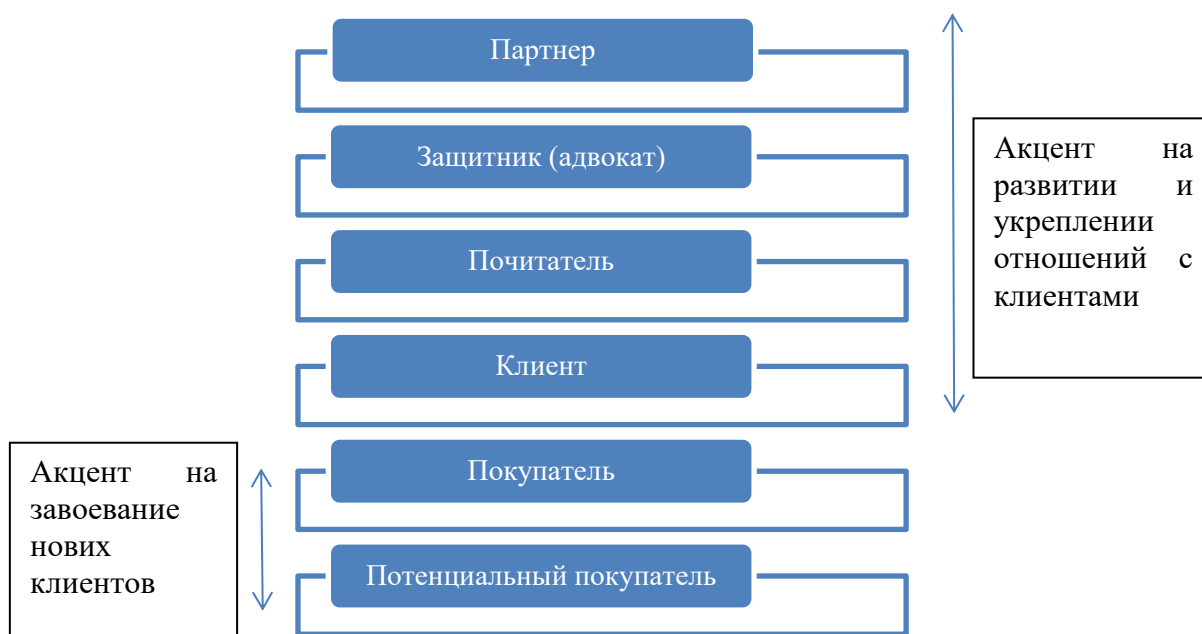 Партнер
Защитник (адвокат)
Почитатель
Клиент
Покупатель
Потенциальный покупатель
Акцент на
развитии и
укреплении
отношений с
клиентами
Акцент на
завоевание
нових
клиентов